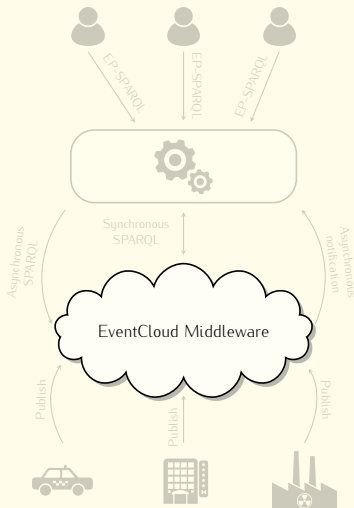 EP-SPARQL
EP-SPARQL
EP-SPARQL
Synchronous
SPARQL
Asynchronous
SPARQL
Asynchronous
notification
EventCloud Middleware
Publish
Publish
Publish